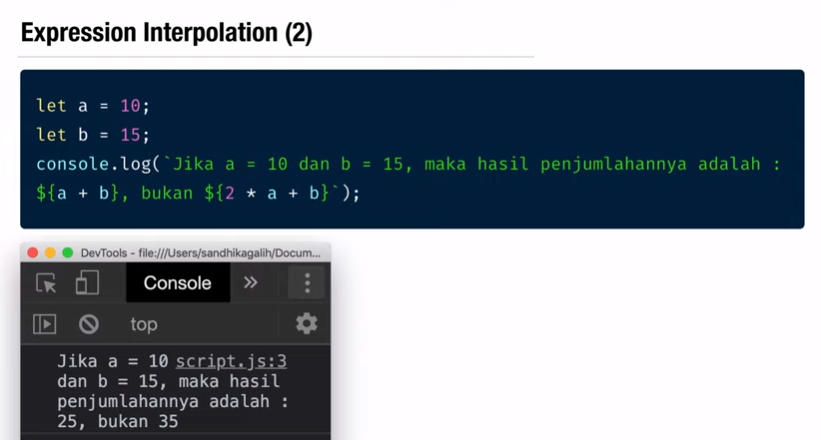 Expression Interpolation (2)
let a = 10;
let b = 15;
console.log(`Jika a = 10 dan b = 15, maka hasil penjumlahannya adalah :
${a + b}, bukan ${2 * a + b}`);
DevTools - file:///Users/sandhikagalih/Docum...
Console »
top
Jika a = 10 script.js:3
dan b = 15, maka hasil
penjumlahannya adalah :
25, bukan 35